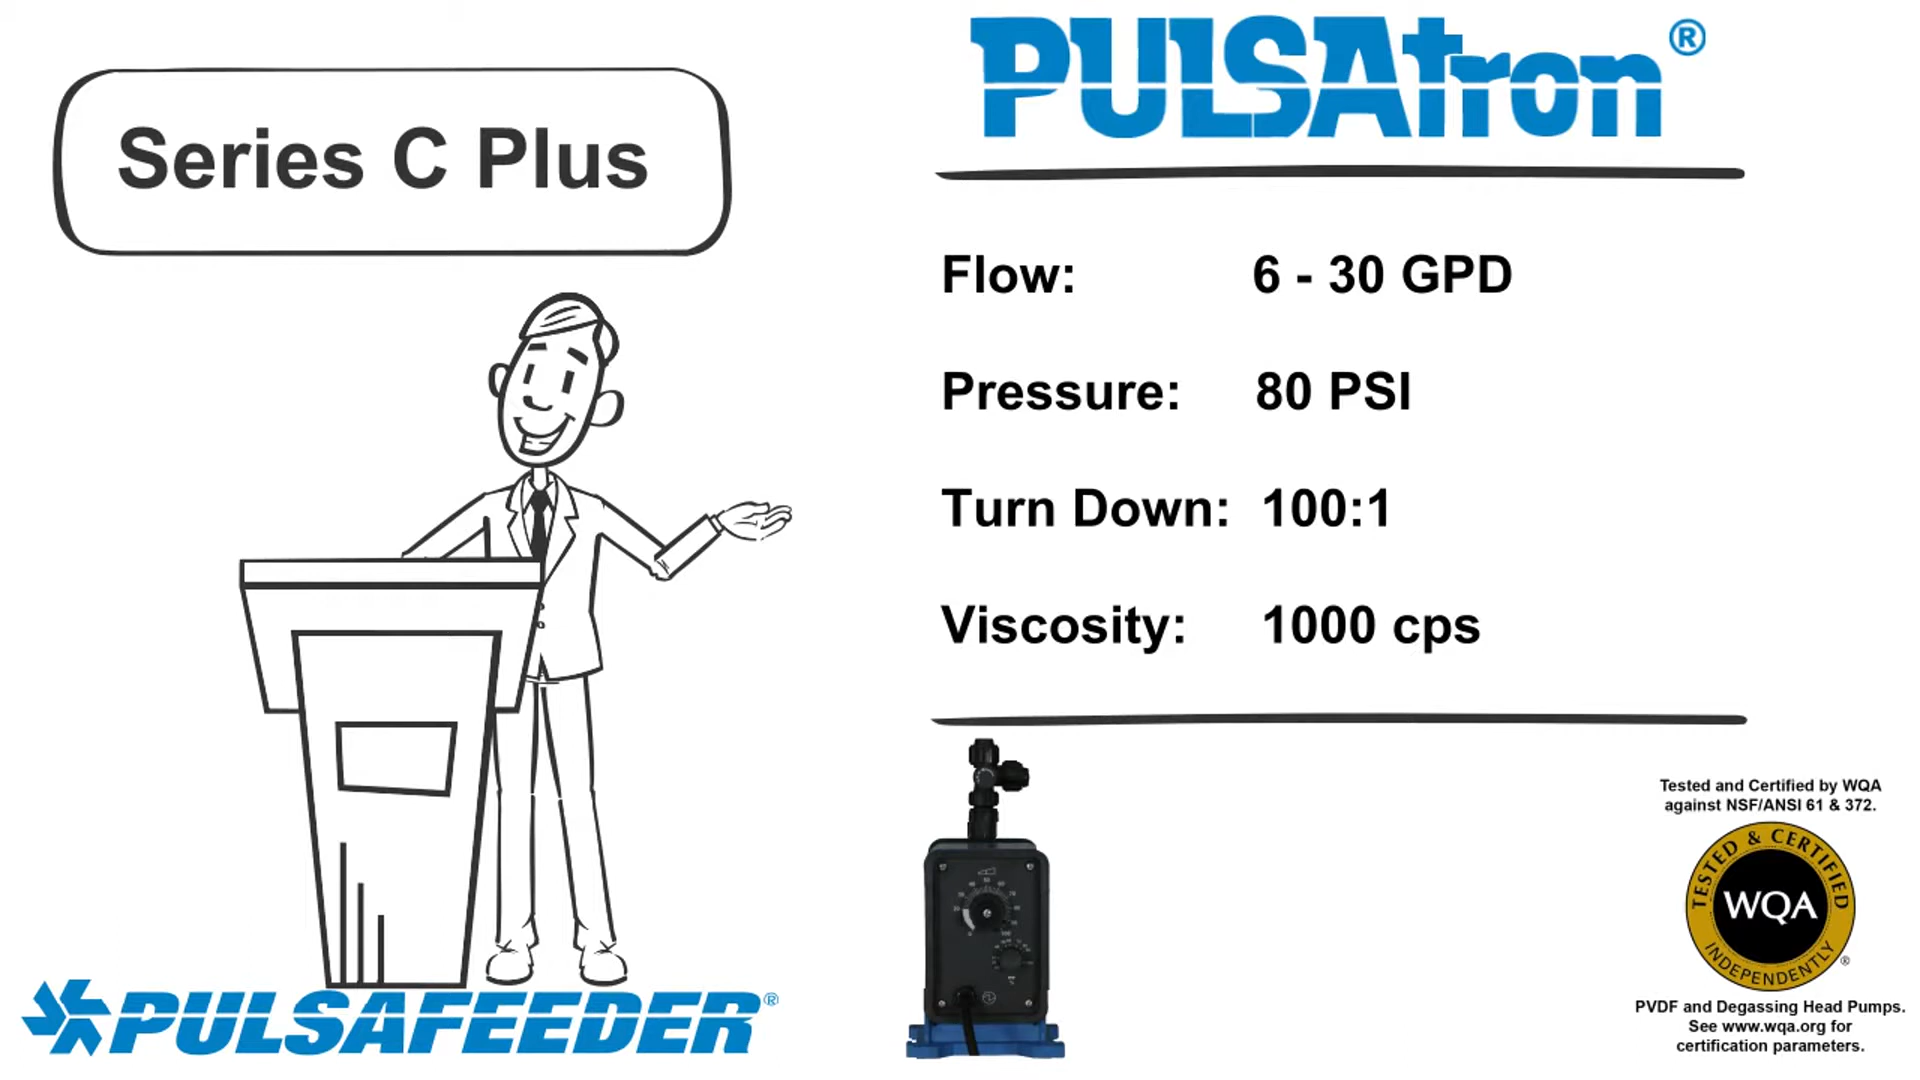 Series C Plus
PULSAtron®
Flow: 6 - 30 GPD
Pressure: 80 PSI
Turn Down: 100:1
Viscosity: 1000 cps
Tested and Certified by WQA
against NSF/ANSI 61 & 372.
TESTED & CERTIFIED
WQA
INDEPENDENTLY®
PVDF and Degassing Head Pumps.
See www.wqa.org for
certification parameters.
PULSAFEEDER®